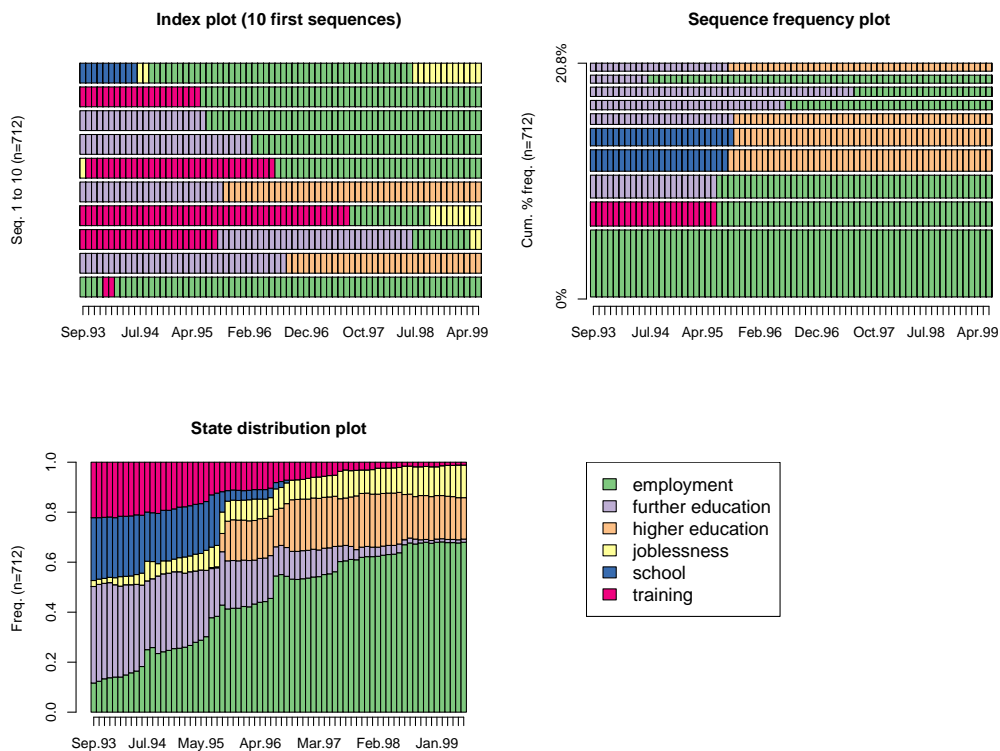 Index plot (10 first sequences)
Seq. 1 to 10 (n=712)
Sep.93 Jul.94 Apr.95 Feb.96 Dec.96 Oct.97 Jul.98 Apr.99
Sequence frequency plot
20.8%
Cum. % freq. (n=712)
0%
Sep.93 Jul.94 Apr.95 Feb.96 Dec.96 Oct.97 Jul.98 Apr.99
State distribution plot
Freq. (n=712)
1.0
0.8
0.6
0.4
0.2
0.0
Sep.93 Jul.94 May.95 Apr.96 Mar.97 Feb.98 Jan.99
employment
further education
higher education
joblessness
school
training